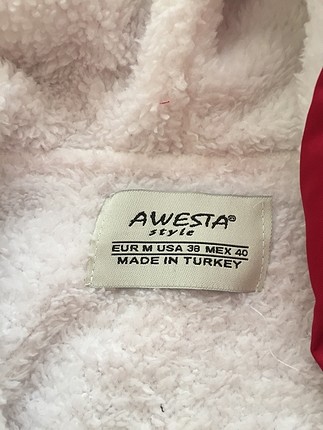 AWESTA®
style
EUR M USA 38 MEX 40
MADE IN TURKEY